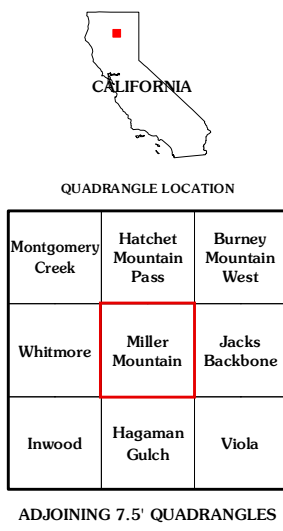 CALIFORNIA
QUADRANGLE LOCATION
Montgomery
Creek
Hatchet
Mountain
Pass
Burney
Mountain
West
Whitmore
Miller
Mountain
Jacks
Backbone
Inwood
Hagaman
Gulch
Viola
ADJOINING 7.5' QUADRANGLES